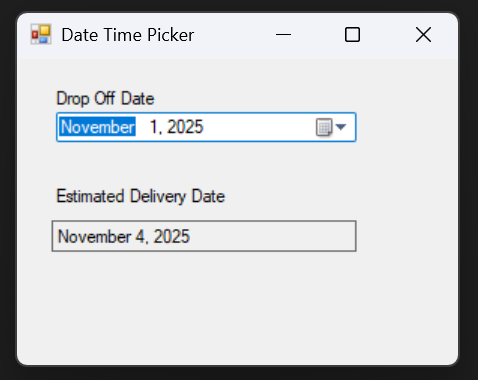 Date Time Picker
Drop Off Date
November 1, 2025
Estimated Delivery Date
November 4, 2025